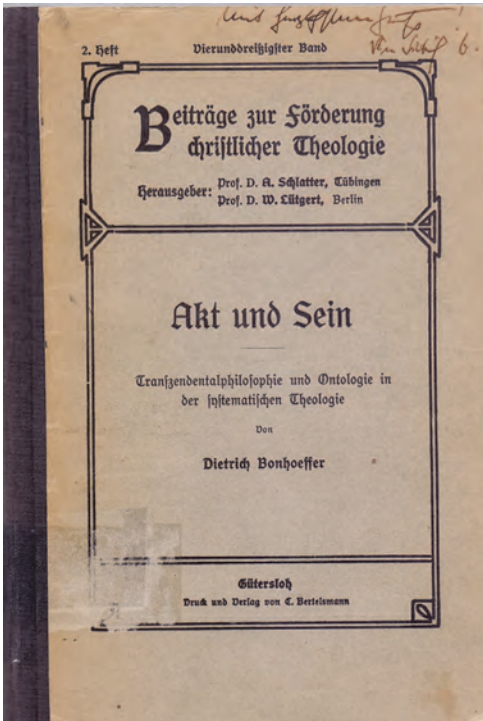 2. Heft Vierunddreißigster Band
Beiträge zur Förderung
christlicher Theologie
Herausgeber: Prof. D. A. Schlatter, Tübingen
Prof. D. W. Lütgert, Berlin
Akt und Sein
Transzendentalphilosophie und Ontologie in
der systematischen Theologie
Von
Dietrich Bonhoeffer
Gütersloh
Druck und Verlag von C. Bertelsmann